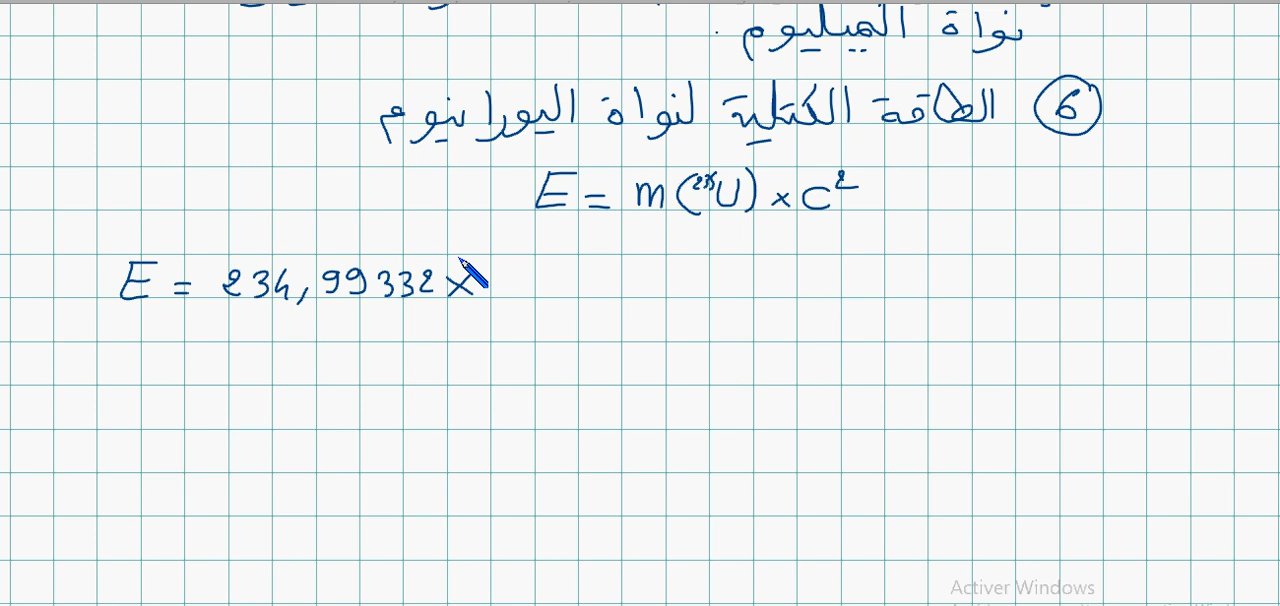 نواة الهيليوم.
⑥ الطاقة الكتلية لنواة اليورانيوم
E = m(²³⁵U) × C²
E = 234,99332 ×
Activer Windows